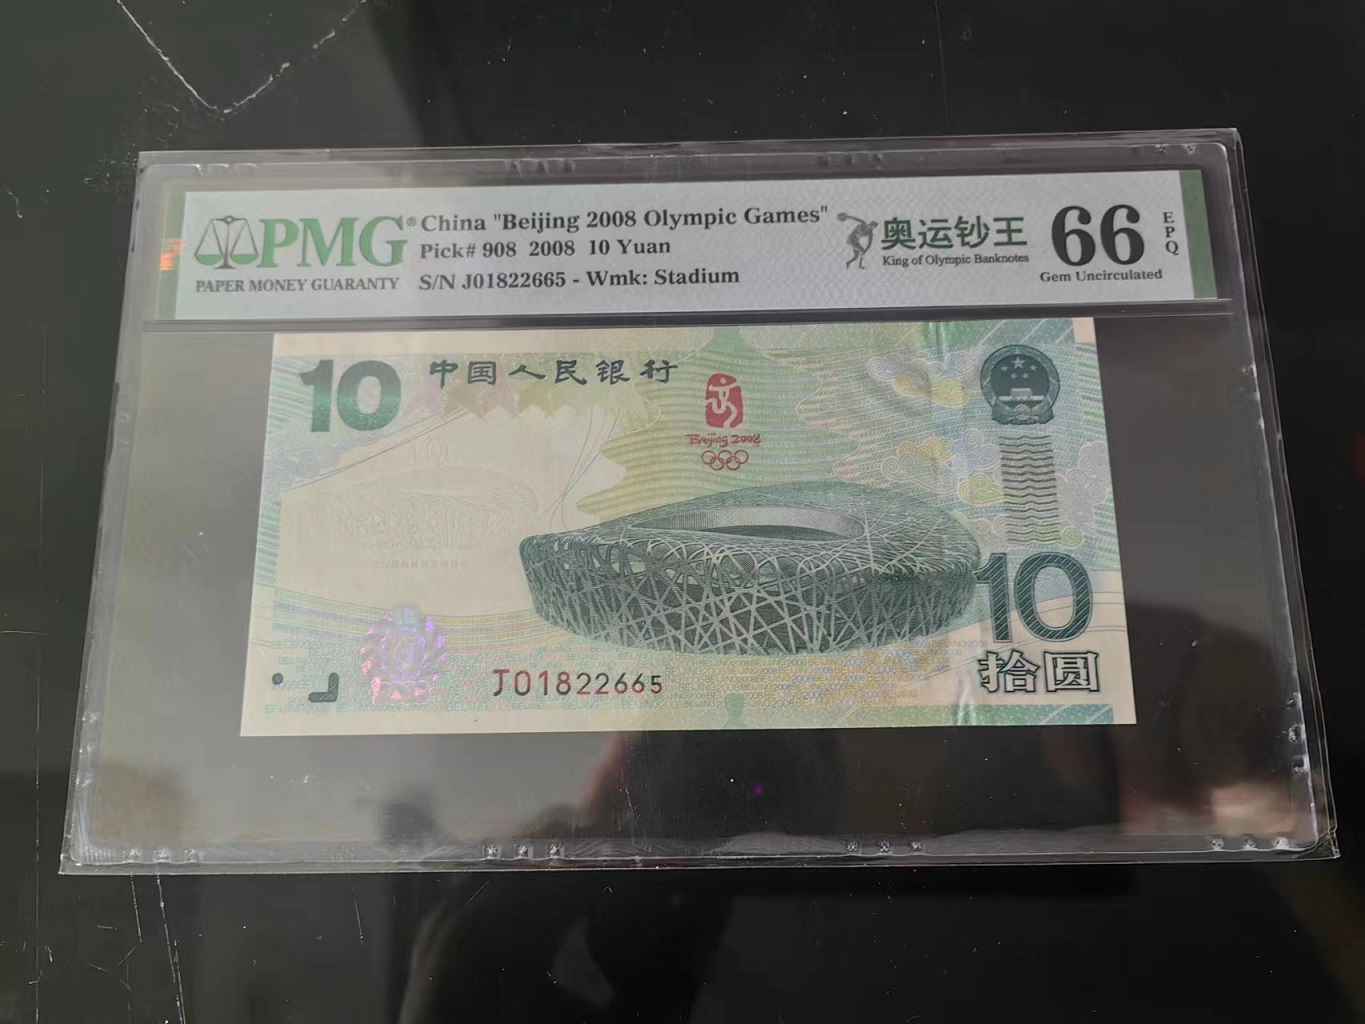 PMG® China "Beijing 2008 Olympic Games" 奥运钞王 66 EPQ
Pick# 908 2008 10 Yuan King of Olympic Banknotes
PAPER MONEY GUARANTY S/N J01822665 - Wmk: Stadium Gem Uncirculated
10 中国人民银行
Beijing 2008
10
拾圆
J01822665